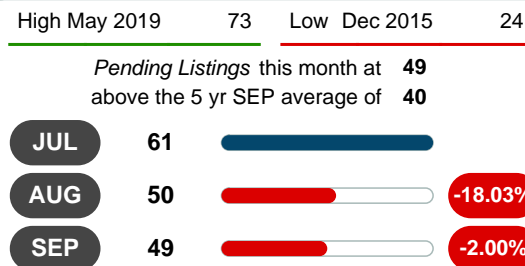 High May 2019 73 Low Dec 2015 24
Pending Listings this month at 49
above the 5 yr SEP average of 40
JUL 61
AUG 50 -18.03%
SEP 49 -2.00%